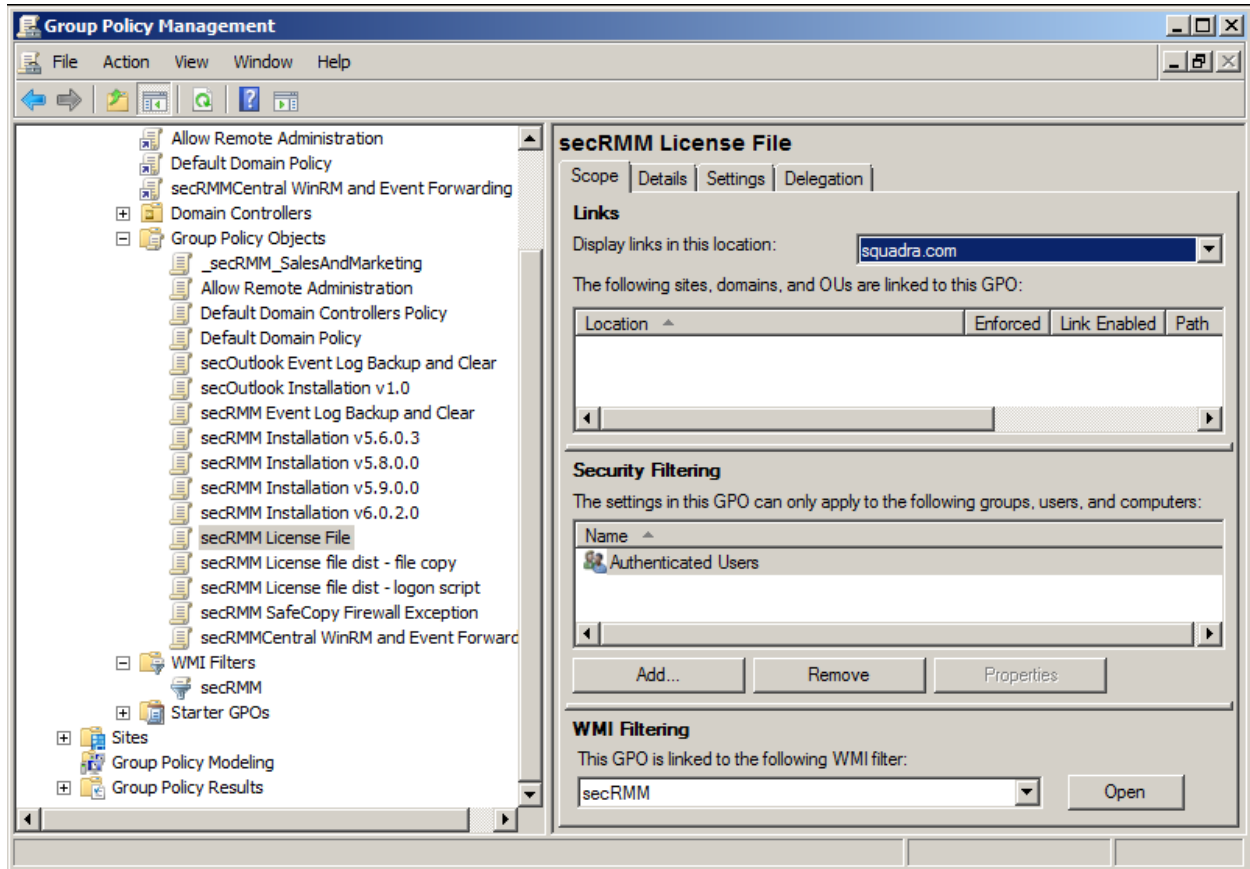 Group Policy Management
File Action View Window Help
Allow Remote Administration
Default Domain Policy
secRMMCentral WinRM and Event Forwarding
Domain Controllers
Group Policy Objects
_secRMM_SalesAndMarketing
Allow Remote Administration
Default Domain Controllers Policy
Default Domain Policy
secOutlook Event Log Backup and Clear
secOutlook Installation v1.0
secRMM Event Log Backup and Clear
secRMM Installation v5.6.0.3
secRMM Installation v5.8.0.0
secRMM Installation v5.9.0.0
secRMM Installation v6.0.2.0
secRMM License File
secRMM License file dist - file copy
secRMM License file dist - logon script
secRMM SafeCopy Firewall Exception
secRMMCentral WinRM and Event Forward
WMI Filters
secRMM
Starter GPOs
Sites
Group Policy Modeling
Group Policy Results
secRMM License File
Scope Details Settings Delegation
Links
Display links in this location: squadra.com
The following sites, domains, and OUs are linked to this GPO:
Location Enforced Link Enabled Path
Security Filtering
The settings in this GPO can only apply to the following groups, users, and computers:
Name
Authenticated Users
Add... Remove Properties
WMI Filtering
This GPO is linked to the following WMI filter:
secRMM Open